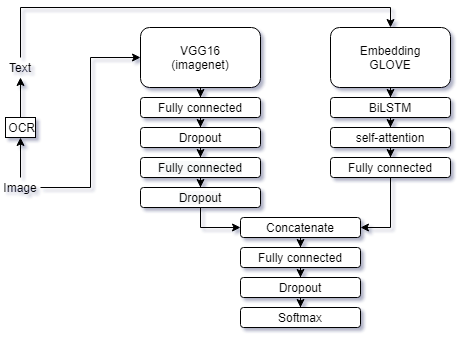 Text
OCR
Image
VGG16
(imagenet)
Fully connected
Dropout
Fully connected
Dropout
Embedding
GLOVE
BiLSTM
self-attention
Fully connected
Concatenate
Fully connected
Dropout
Softmax